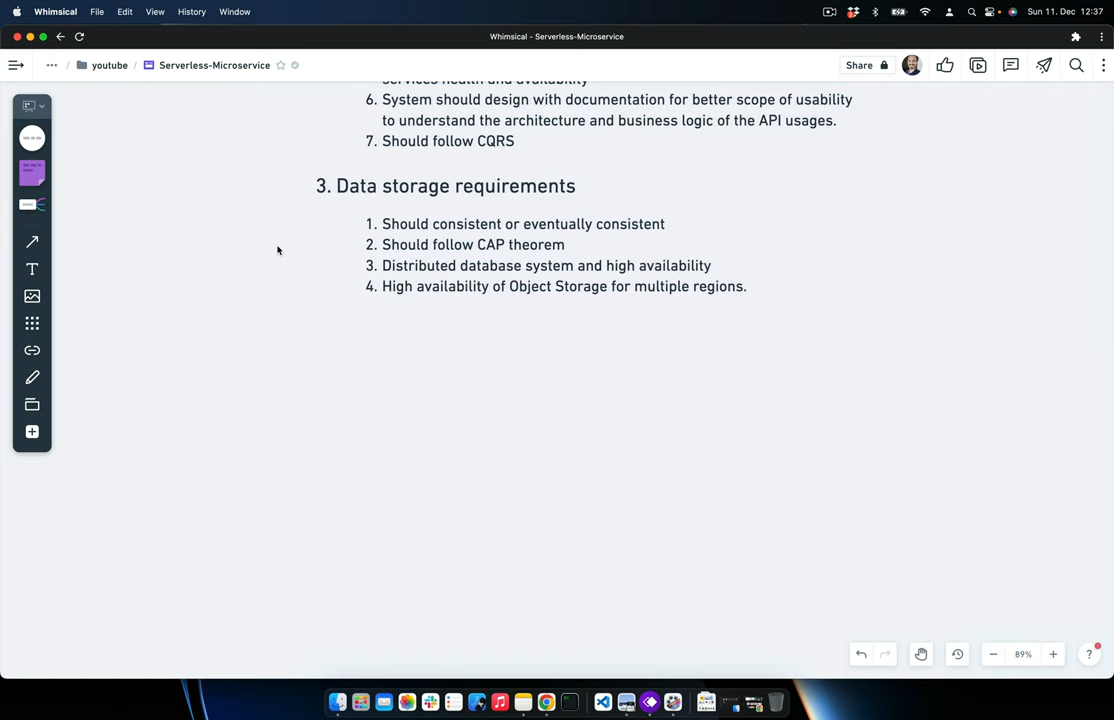 Whimsical File Edit View History Window Sun 11. Dec 12:37
Whimsical - Serverless-Microservice
... / youtube / Serverless-Microservice Share
services health and availability
6. System should design with documentation for better scope of usability
to understand the architecture and business logic of the API usages.
7. Should follow CQRS
3. Data storage requirements
1. Should consistent or eventually consistent
2. Should follow CAP theorem
3. Distributed database system and high availability
4. High availability of Object Storage for multiple regions.
89%
?